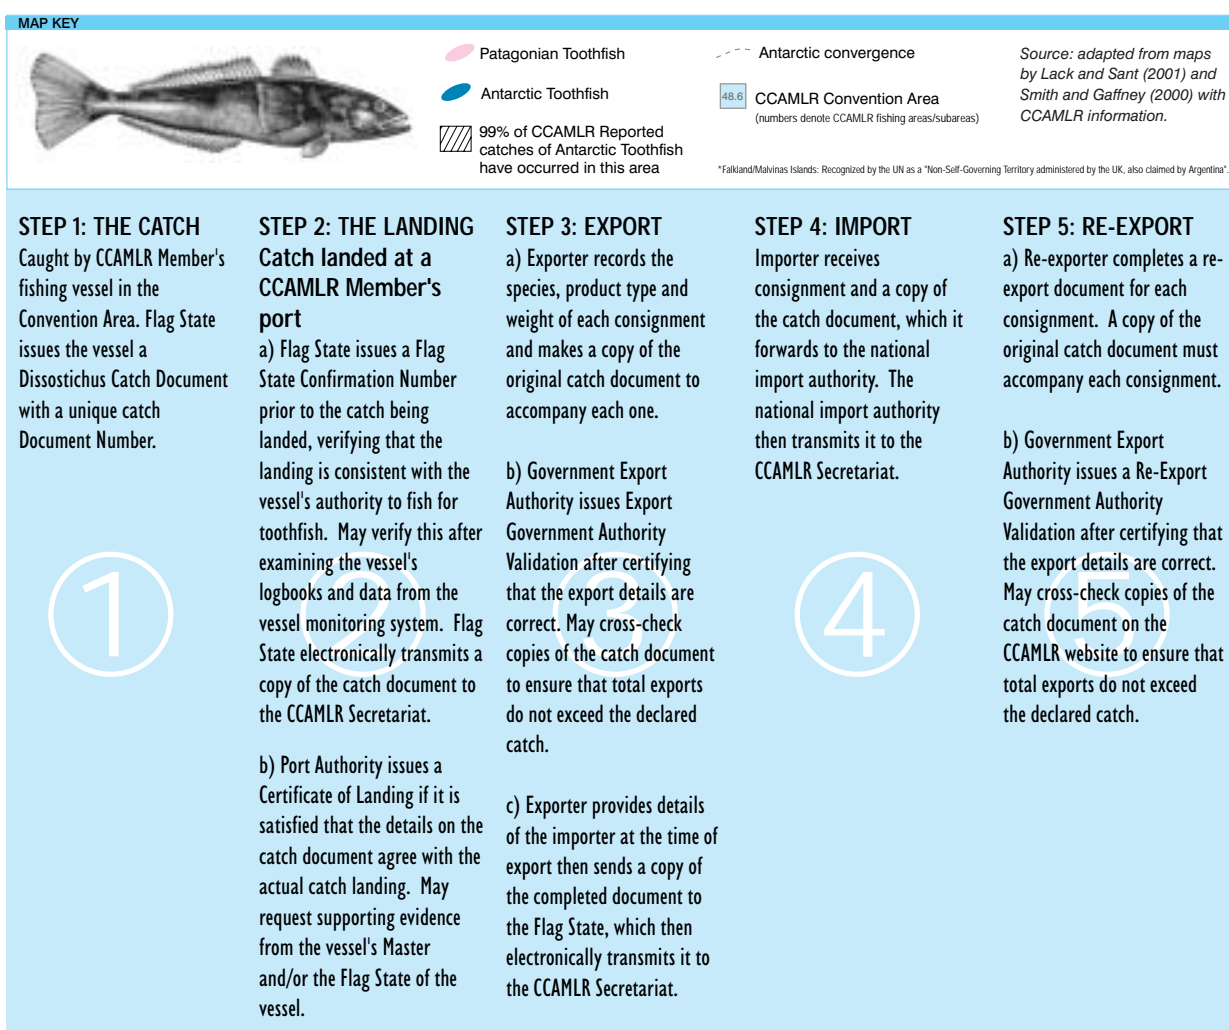 MAP KEY
Patagonian Toothfish
Antarctic Toothfish
99% of CCAMLR Reported
catches of Antarctic Toothfish
have occurred in this area
Antarctic convergence
48.6
CCAMLR Convention Area
(numbers denote CCAMLR fishing areas/subareas)
Source: adapted from maps
by Lack and Sant (2001) and
Smith and Gaffney (2000) with
CCAMLR information.
*Falkland/Malvinas Islands: Recognized by the UN as a "Non-Self-Governing Territory administered by the UK, also claimed by Argentina".
STEP 1: THE CATCH
Caught by CCAMLR Member's
fishing vessel in the
Convention Area. Flag State
issues the vessel a
Dissostichus Catch Document
with a unique catch
Document Number.
1
STEP 2: THE LANDING
Catch landed at a
CCAMLR Member's
port
a) Flag State issues a Flag
State Confirmation Number
prior to the catch being
landed, verifying that the
landing is consistent with the
vessel's authority to fish for
toothfish. May verify this after
examining the vessel's
logbooks and data from the
vessel monitoring system. Flag
State electronically transmits a
copy of the catch document to
the CCAMLR Secretariat.
b) Port Authority issues a
Certificate of Landing if it is
satisfied that the details on the
catch document agree with the
actual catch landing. May
request supporting evidence
from the vessel's Master
and/or the Flag State of the
vessel.
2
STEP 3: EXPORT
a) Exporter records the
species, product type and
weight of each consignment
and makes a copy of the
original catch document to
accompany each one.
b) Government Export
Authority issues Export
Government Authority
Validation after certifying
that the export details are
correct. May cross-check
copies of the catch document
to ensure that total exports
do not exceed the declared
catch.
c) Exporter provides details
of the importer at the time of
export then sends a copy of
the completed document to
the Flag State, which then
electronically transmits it to
the CCAMLR Secretariat.
3
STEP 4: IMPORT
Importer receives
consignment and a copy of
the catch document, which it
forwards to the national
import authority. The
national import authority
then transmits it to the
CCAMLR Secretariat.
4
STEP 5: RE-EXPORT
a) Re-exporter completes a re-
export document for each
consignment. A copy of the
original catch document must
accompany each consignment.
b) Government Export
Authority issues a Re-Export
Government Authority
Validation after certifying that
the export details are correct.
May cross-check copies of the
catch document on the
CCAMLR website to ensure that
total exports do not exceed
the declared catch.
5